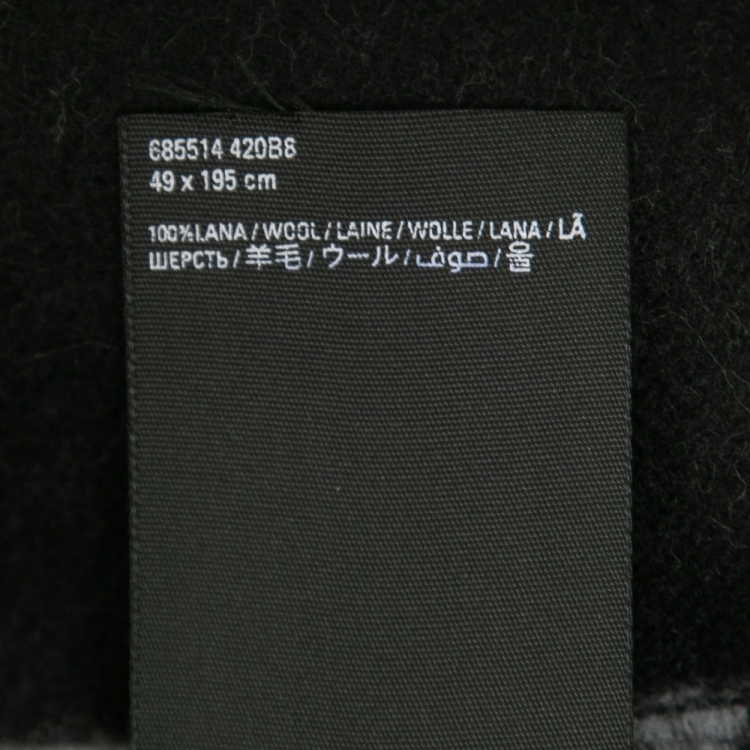 685514 420B8
49 x 195 cm
100% LANA / WOOL / LAINE / WOLLE / LANA / LÃ
ШЕРСТЬ / 羊毛 / ウール / صوف / 울